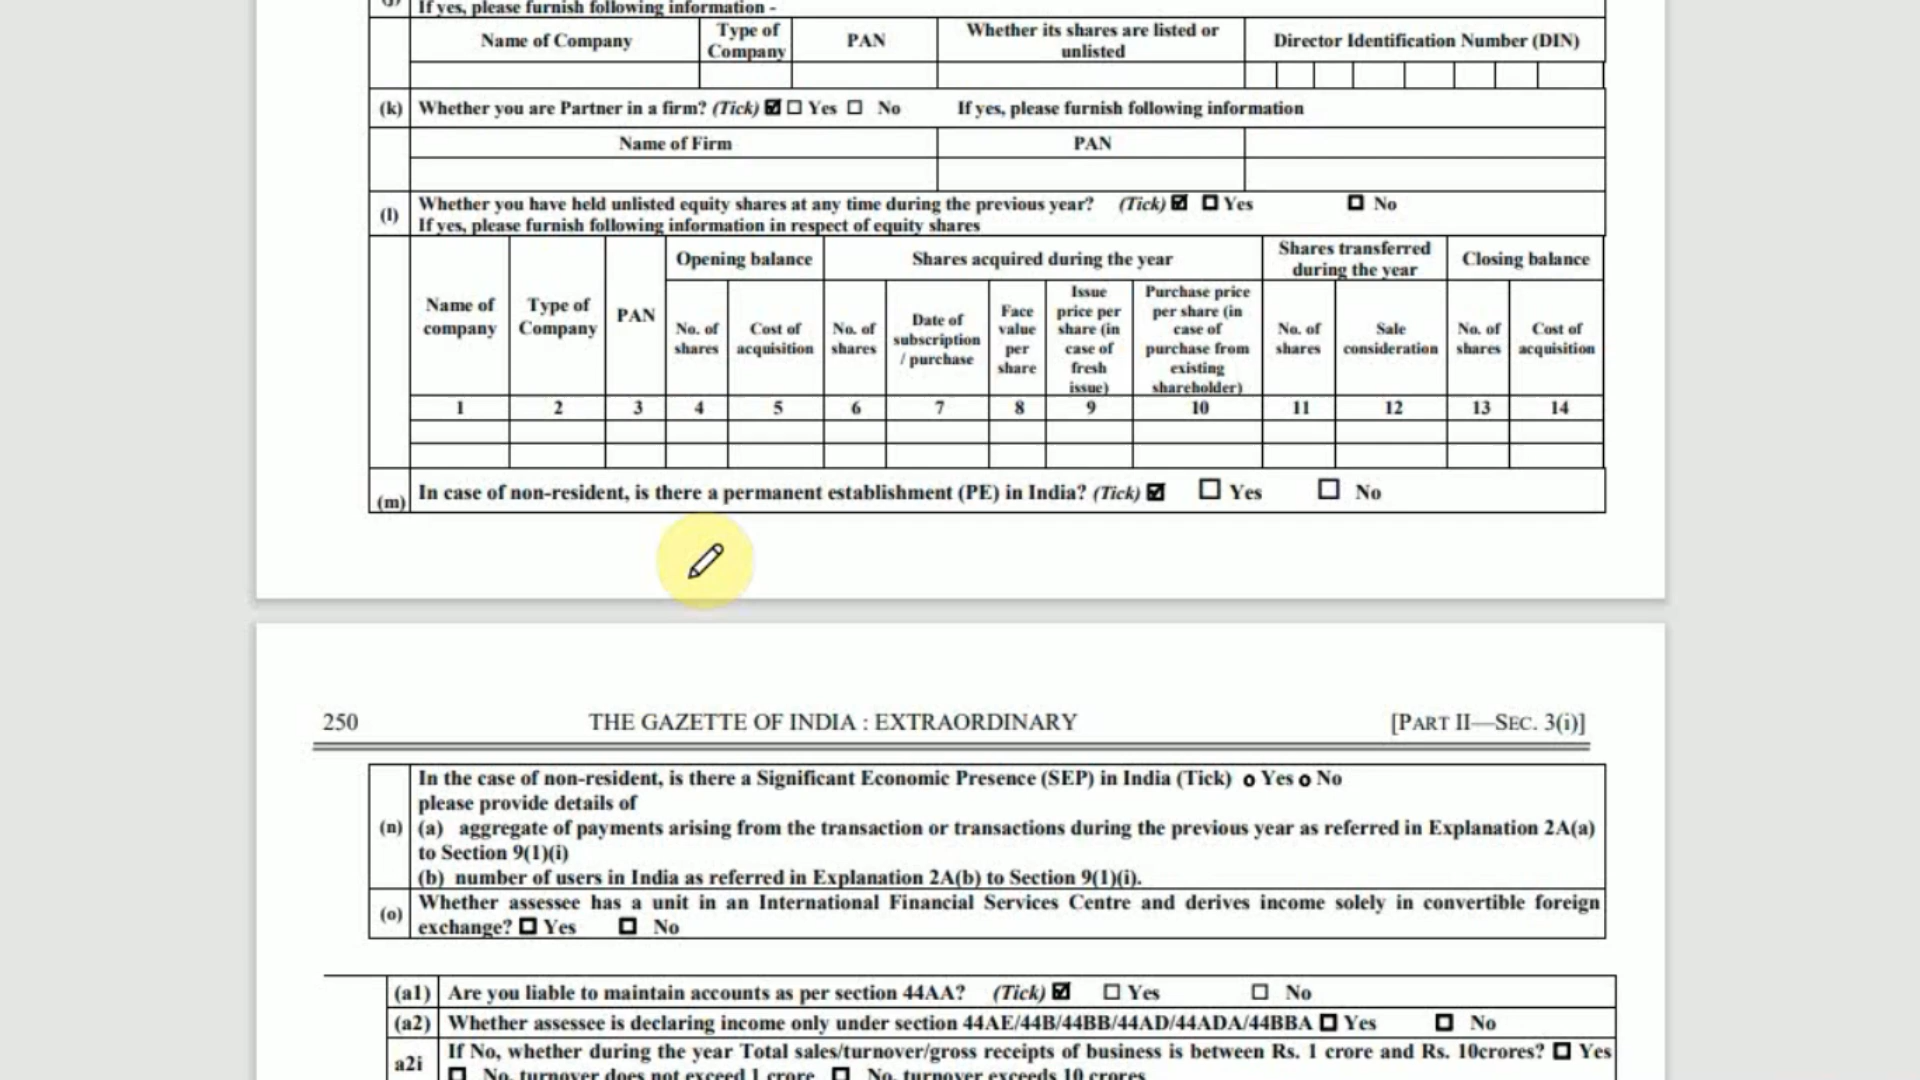 (j) If yes, please furnish following information -
Name of Company Type of Company PAN Whether its shares are listed or unlisted Director Identification Number (DIN)
(k) Whether you are Partner in a firm? (Tick) ☑ ☐ Yes ☐ No If yes, please furnish following information
Name of Firm PAN
(l) Whether you have held unlisted equity shares at any time during the previous year? (Tick) ☑ ☐ Yes ☐ No
If yes, please furnish following information in respect of equity shares
Name of company Type of Company PAN Opening balance Shares acquired during the year Shares transferred during the year Closing balance
No. of shares Cost of acquisition No. of shares Date of subscription / purchase Face value per share Issue price per share (in case of fresh issue) Purchase price per share (in case of purchase from existing shareholder) No. of shares Sale consideration No. of shares Cost of acquisition
1 2 3 4 5 6 7 8 9 10 11 12 13 14
(m) In case of non-resident, is there a permanent establishment (PE) in India? (Tick) ☑ ☐ Yes ☐ No
250 THE GAZETTE OF INDIA : EXTRAORDINARY [PART II—SEC. 3(i)]
In the case of non-resident, is there a Significant Economic Presence (SEP) in India (Tick) o Yes o No
please provide details of
(n) (a) aggregate of payments arising from the transaction or transactions during the previous year as referred in Explanation 2A(a)
to Section 9(1)(i)
(b) number of users in India as referred in Explanation 2A(b) to Section 9(1)(i).
(o) Whether assessee has a unit in an International Financial Services Centre and derives income solely in convertible foreign
exchange? ☐ Yes ☐ No
(a1) Are you liable to maintain accounts as per section 44AA? (Tick) ☑ ☐ Yes ☐ No
(a2) Whether assessee is declaring income only under section 44AE/44B/44BB/44AD/44ADA/44BBA ☐ Yes ☐ No
a2i If No, whether during the year Total sales/turnover/gross receipts of business is between Rs. 1 crore and Rs. 10crores? ☐ Yes
☐ No, turnover does not exceed 1 crore ☐ No, turnover exceeds 10 crores